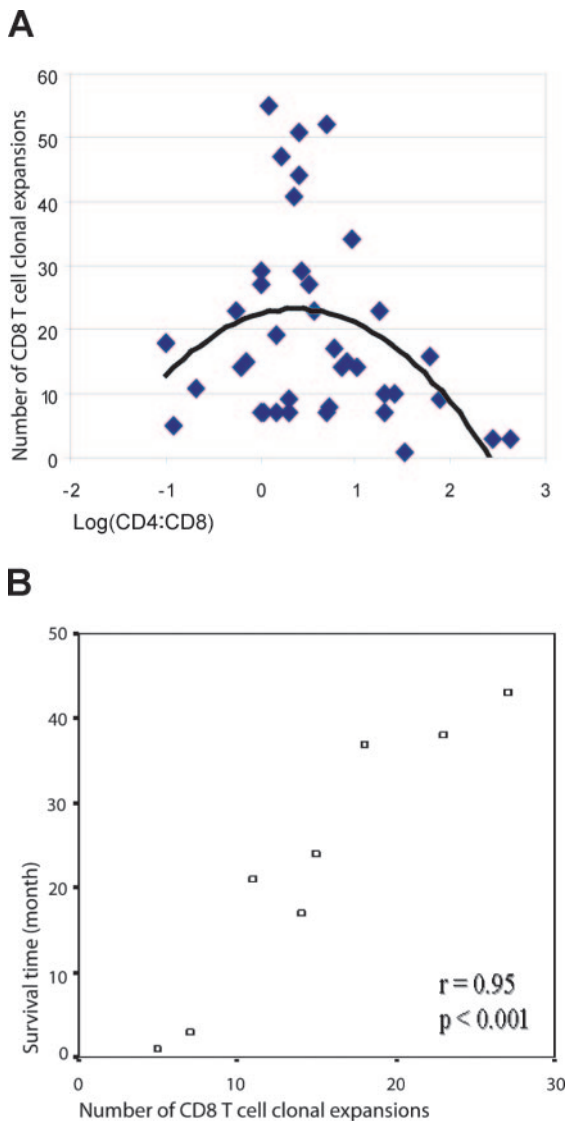 A
60
50
40
30
20
10
0
Number of CD8 T cell clonal expansions
-2 -1 0 1 2 3
Log(CD4:CD8)
B
50
40
30
20
10
0
Survival time (month)
r = 0.95
p < 0.001
0 10 20 30
Number of CD8 T cell clonal expansions